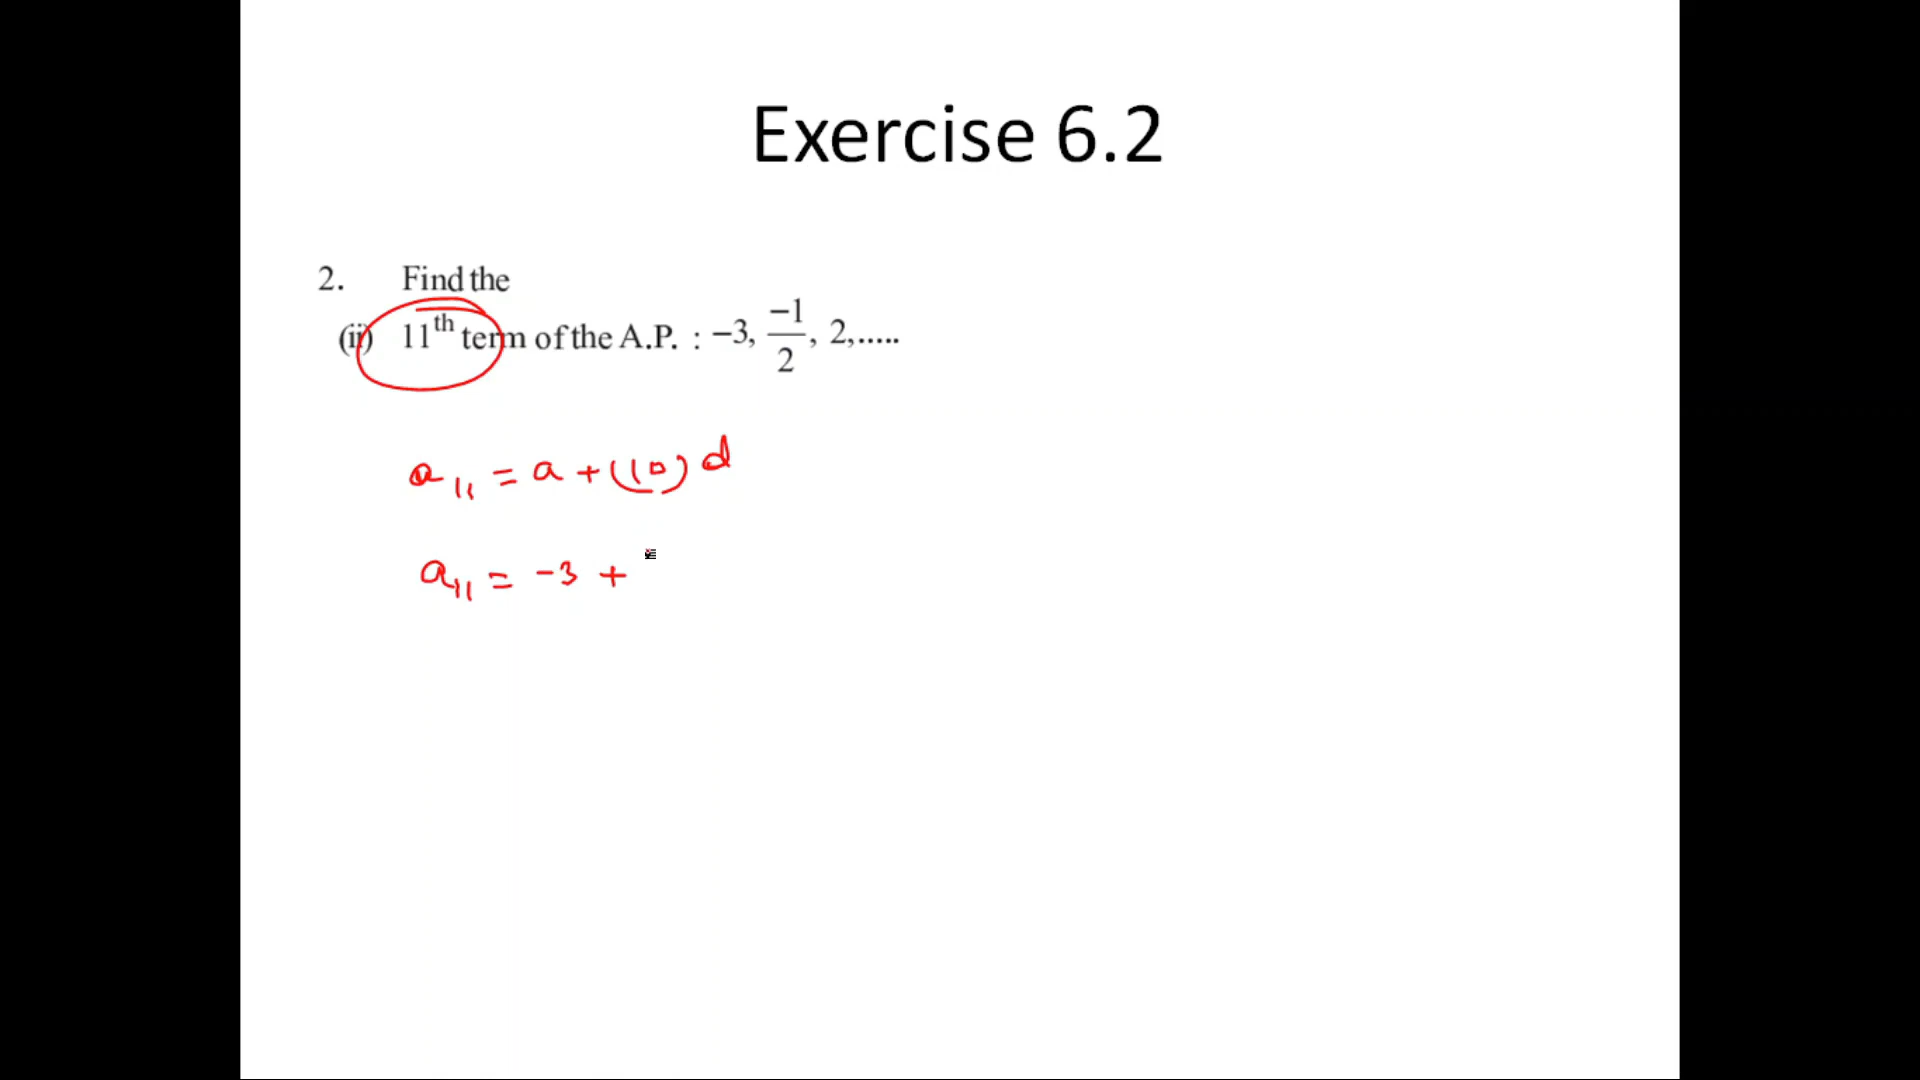 Exercise 6.2
2. Find the
(ii) 11th term of the A.P. : −3, −1/2, 2,.....
a11 = a + (10) d
a11 = -3 +